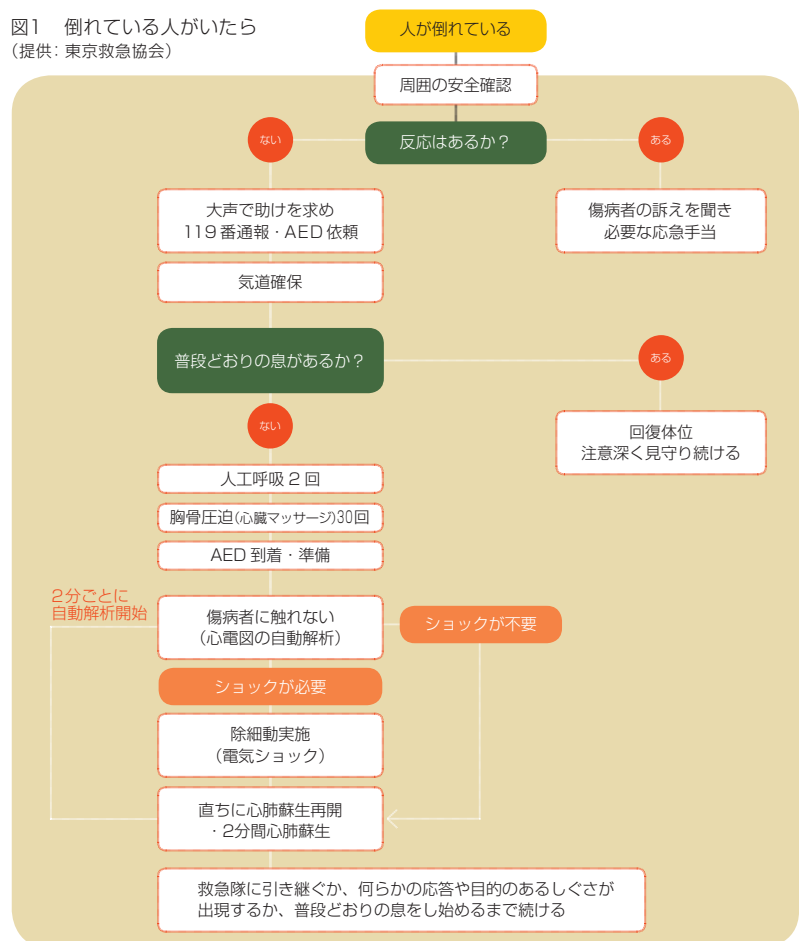 図1 倒れている人がいたら
(提供:東京救急協会)
人が倒れている
周囲の安全確認
反応はあるか?
ない
ある
大声で助けを求め
119番通報・AED依頼
傷病者の訴えを聞き
必要な応急手当
気道確保
普段どおりの息があるか?
ある
ない
回復体位
注意深く見守り続ける
人工呼吸2回
胸骨圧迫(心臓マッサージ)30回
AED到着・準備
2分ごとに
自動解析開始
傷病者に触れない
(心電図の自動解析)
ショックが不要
ショックが必要
除細動実施
(電気ショック)
直ちに心肺蘇生再開
・2分間心肺蘇生
救急隊に引き継ぐか、何らかの応答や目的のあるしぐさが
出現するか、普段どおりの息をし始めるまで続ける